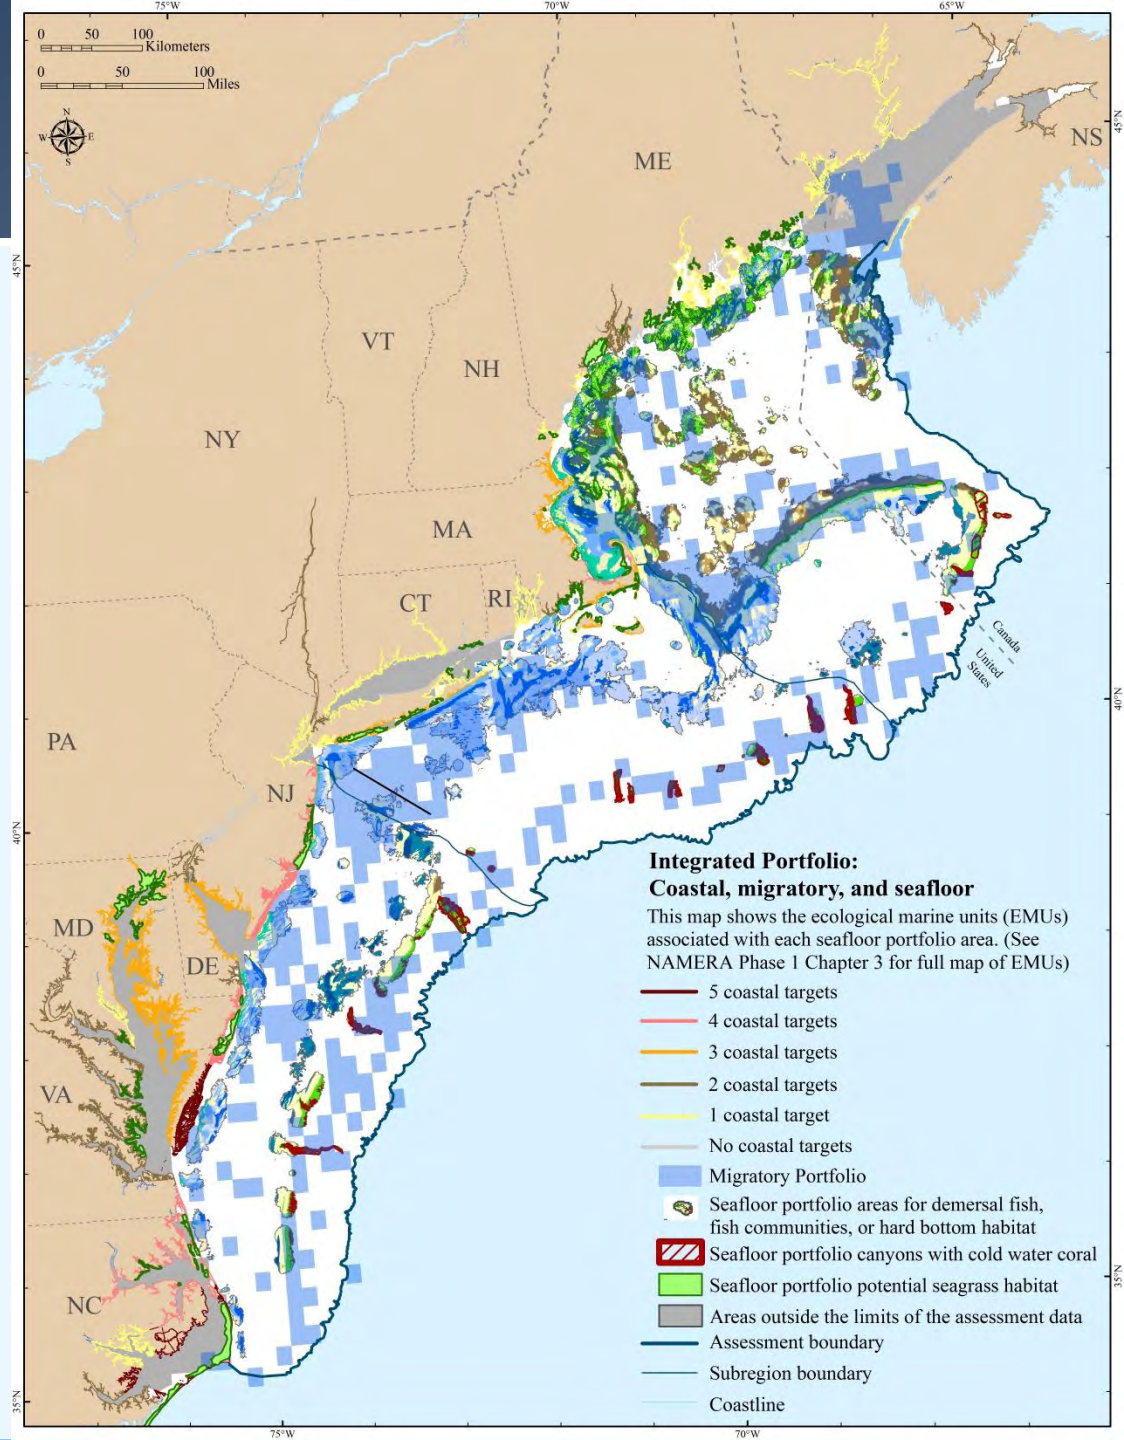 75°W
70°W
65°W
0 50 100
Kilometers
0 50 100
Miles
N
W E
S
45°N
NS
ME
45°N
VT
NH
NY
MA
CT
RI
Canada
United
States
40°N
PA
NJ
40°N
MD
DE
VA
NC
Integrated Portfolio:
Coastal, migratory, and seafloor
This map shows the ecological marine units (EMUs)
associated with each seafloor portfolio area. (See
NAMERA Phase 1 Chapter 3 for full map of EMUs)
5 coastal targets
4 coastal targets
3 coastal targets
2 coastal targets
1 coastal target
No coastal targets
Migratory Portfolio
Seafloor portfolio areas for demersal fish,
fish communities, or hard bottom habitat
Seafloor portfolio canyons with cold water coral
Seafloor portfolio potential seagrass habitat
Areas outside the limits of the assessment data
Assessment boundary
Subregion boundary
Coastline
35°N
35°N
75°W
70°W